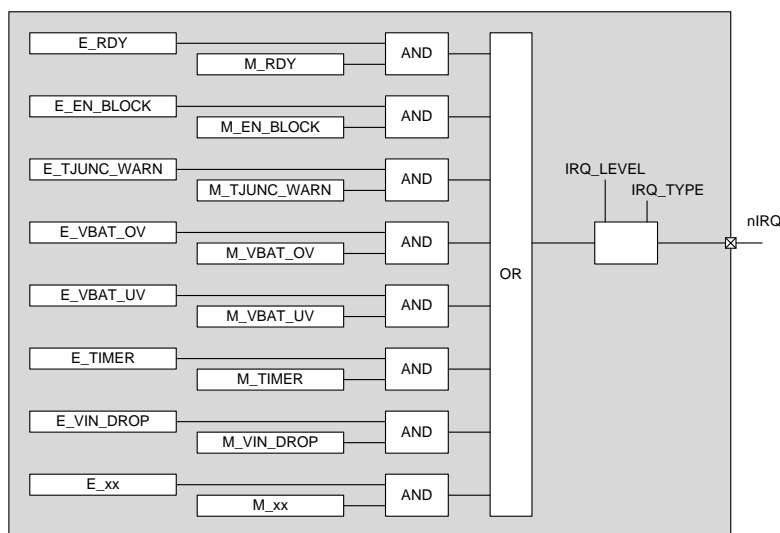 E_RDY
M_RDY
AND
E_EN_BLOCK
M_EN_BLOCK
AND
E_TJUNC_WARN
M_TJUNC_WARN
AND
E_VBAT_OV
M_VBAT_OV
AND
E_VBAT_UV
M_VBAT_UV
AND
E_TIMER
M_TIMER
AND
E_VIN_DROP
M_VIN_DROP
AND
E_xx
M_xx
AND
OR
IRQ_LEVEL
IRQ_TYPE
nIRQ